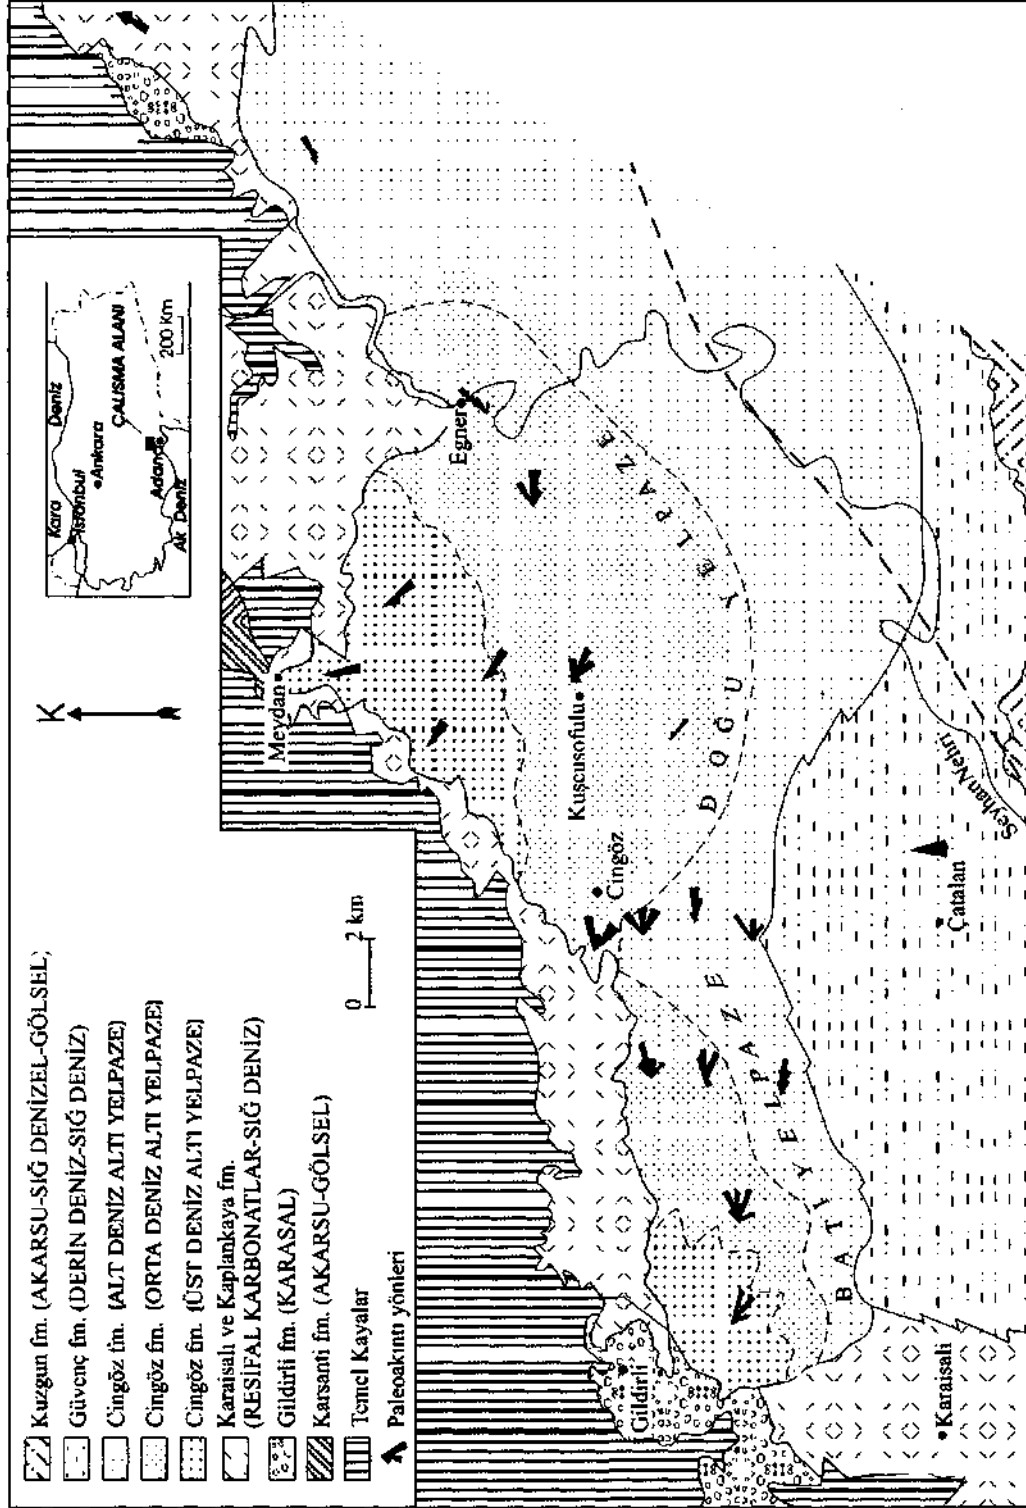 Kuzgun fm. (AKARSU-SIĞ DENİZEL-GÖLSEL)
Güvenç fm. (DERİN DENİZ-SIĞ DENİZ)
Cingöz fm. (ALT DENİZ ALTI YELPAZE)
Cingöz fm. (ORTA DENİZ ALTI YELPAZE)
Cingöz fm. (ÜST DENİZ ALTI YELPAZE)
Karaisalı ve Kaplankaya fm.
(RESİFAL KARBONATLAR-SIĞ DENİZ)
Gildirli fm. (KARASAL)
Karsantı fm. (AKARSU-GÖLSEL)
Temel Kayalar
Paleoakıntı yönleri
0 2 km
K
Kara Deniz
İstanbul
Ankara
ÇALISMA ALANI
Adana
Ak Deniz
200 Km
Meydan
Egner
Kuşcusofulu
Cingöz
DOĞU YELPAZE
BATI YELPAZE
Gildirli
Karaisali
Çatalan
Seyhan Nehri